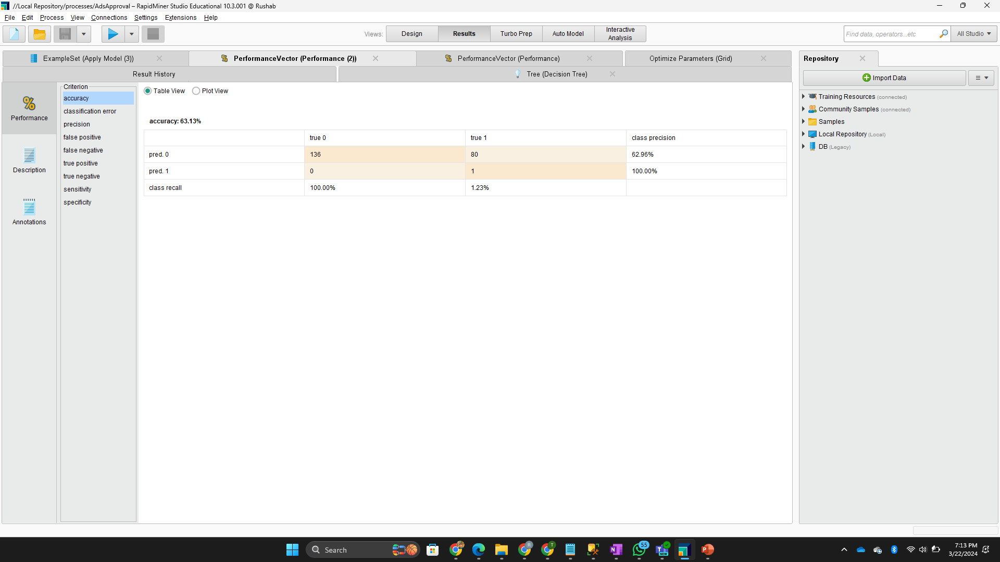 //Local Repository/processes/AdsApproval – RapidMiner Studio Educational 10.3.001 @ Rushab
File Edit Process View Connections Settings Extensions Help
Views: Design Results Turbo Prep Auto Model Interactive Analysis
Find data, operators...etc All Studio
ExampleSet (Apply Model (3)) PerformanceVector (Performance (2)) PerformanceVector (Performance) Optimize Parameters (Grid)
Result History Tree (Decision Tree)
Performance
Description
Annotations
Criterion
accuracy
classification error
precision
false positive
false negative
true positive
true negative
sensitivity
specificity
Table View Plot View
accuracy: 63.13%
true 0 true 1 class precision
pred. 0 136 80 62.96%
pred. 1 0 1 100.00%
class recall 100.00% 1.23%
Repository
Import Data
Training Resources (connected)
Community Samples (connected)
Samples
Local Repository (Local)
DB (Legacy)
Search
R
T
55
NEW
7:13 PM
3/22/2024